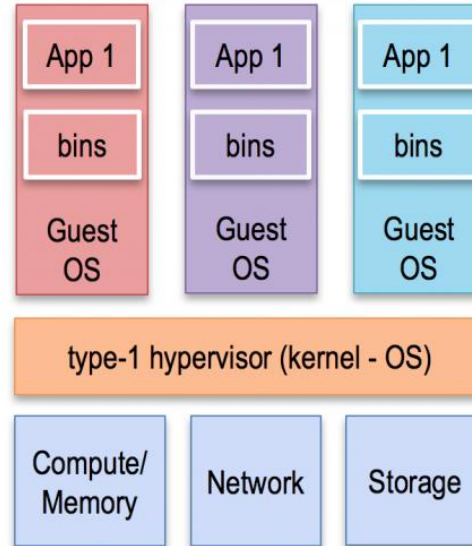 App 1
App 1
App 1
bins
bins
bins
Guest
OS
Guest
OS
Guest
OS
type-1 hypervisor (kernel - OS)
Compute/
Memory
Network
Storage